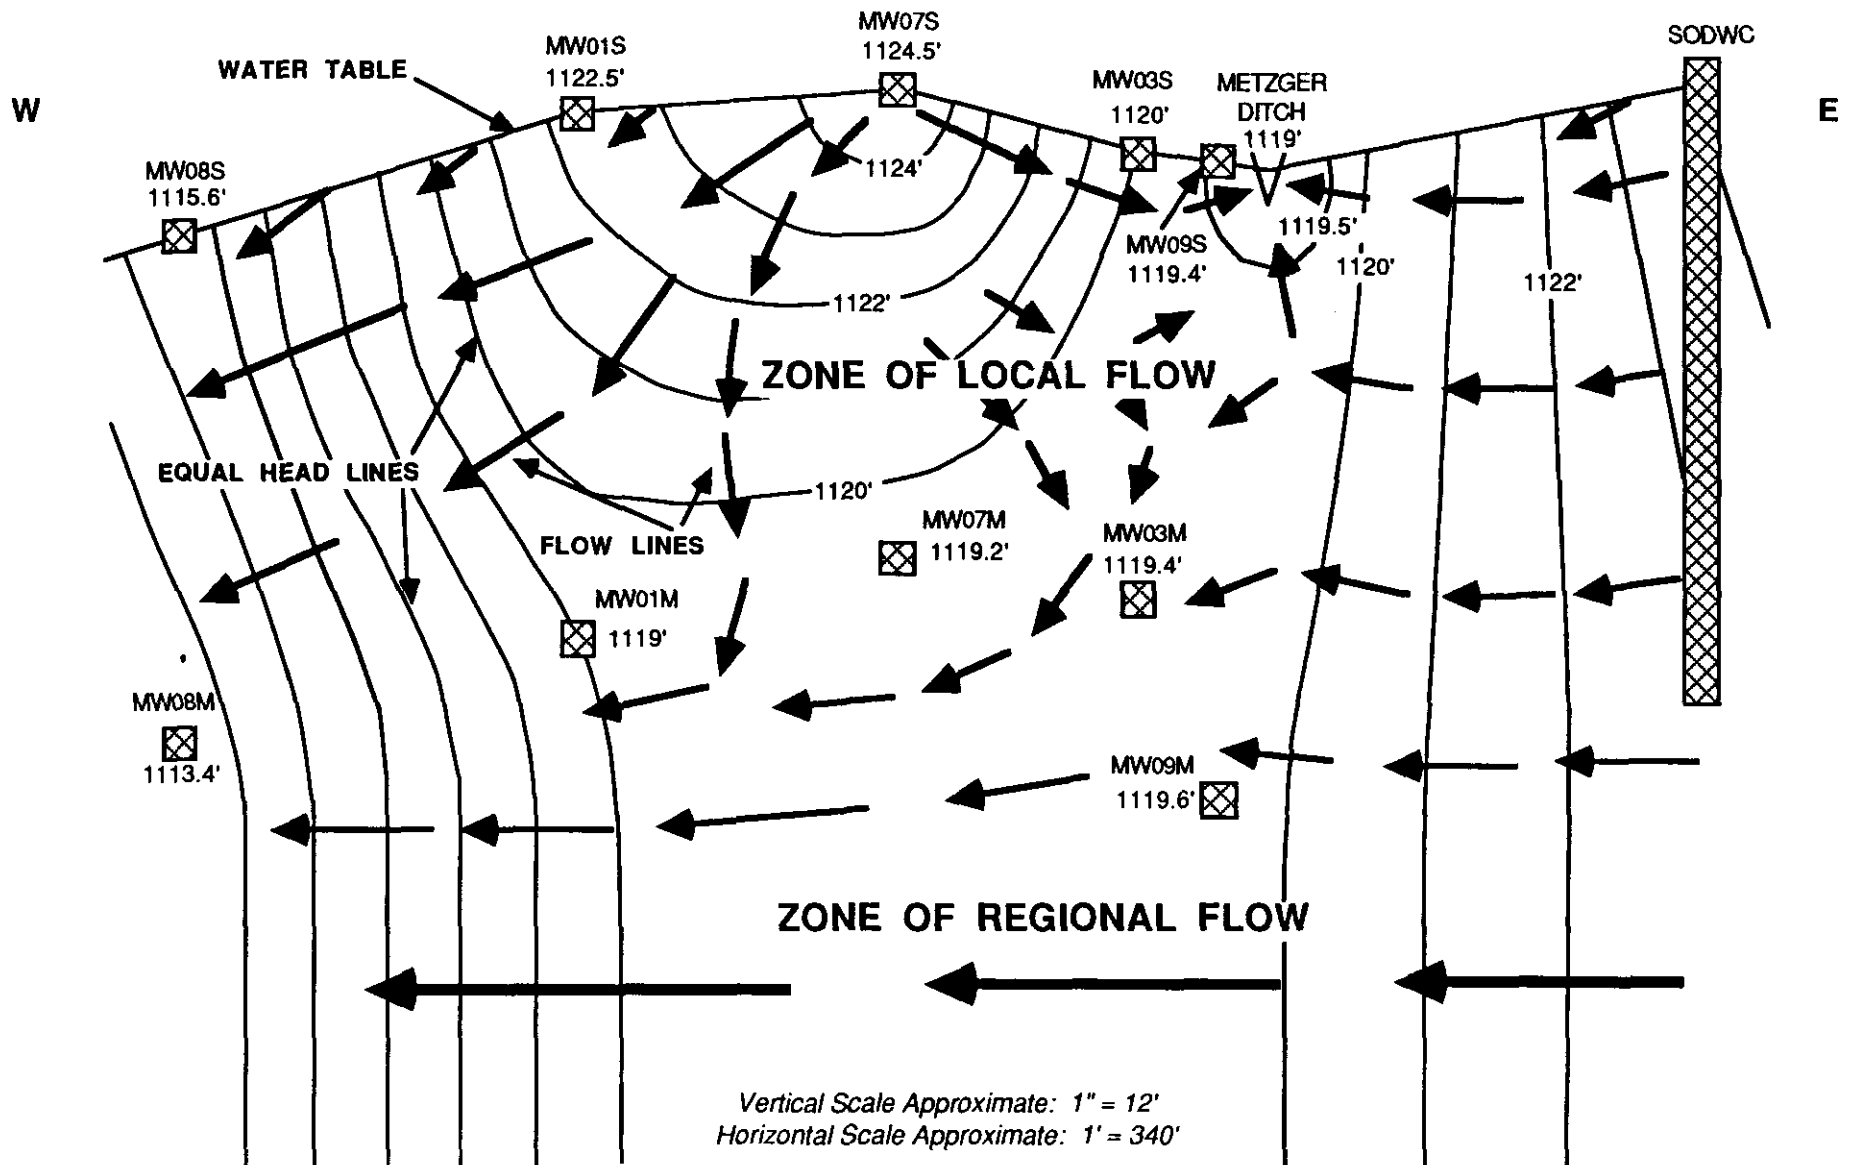 MW07S
1124.5'
SODWC
MW01S
1122.5'
WATER TABLE
MW03S
1120'
METZGER
DITCH
1119'
W
E
MW08S
1115.6'
1124'
1119.5'
MW09S
1119.4'
1120'
1122'
1122'
ZONE OF LOCAL FLOW
EQUAL HEAD LINES
1120'
MW07M
1119.2'
MW03M
1119.4'
FLOW LINES
MW01M
1119'
MW08M
1113.4'
MW09M
1119.6'
ZONE OF REGIONAL FLOW
Vertical Scale Approximate: 1" = 12'
Horizontal Scale Approximate: 1' = 340'